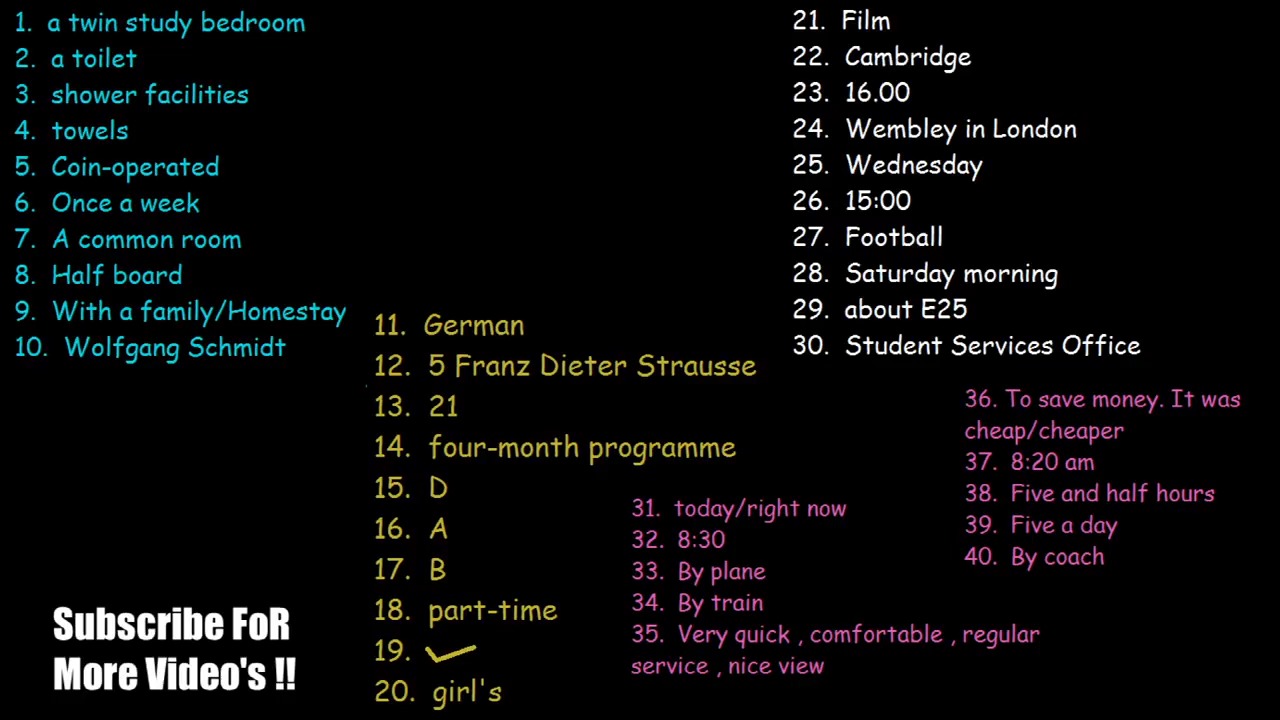 1. a twin study bedroom
2. a toilet
3. shower facilities
4. towels
5. Coin-operated
6. Once a week
7. A common room
8. Half board
9. With a family/Homestay
10. Wolfgang Schmidt
11. German
12. 5 Franz Dieter Strausse
13. 21
14. four-month programme
15. D
16. A
17. B
18. part-time
19. ✓
20. girl's
21. Film
22. Cambridge
23. 16.00
24. Wembley in London
25. Wednesday
26. 15:00
27. Football
28. Saturday morning
29. about E25
30. Student Services Office
31. today/right now
32. 8:30
33. By plane
34. By train
35. Very quick , comfortable , regular
service , nice view
36. To save money. It was
cheap/cheaper
37. 8:20 am
38. Five and half hours
39. Five a day
40. By coach
Subscribe FoR
More Video's !!